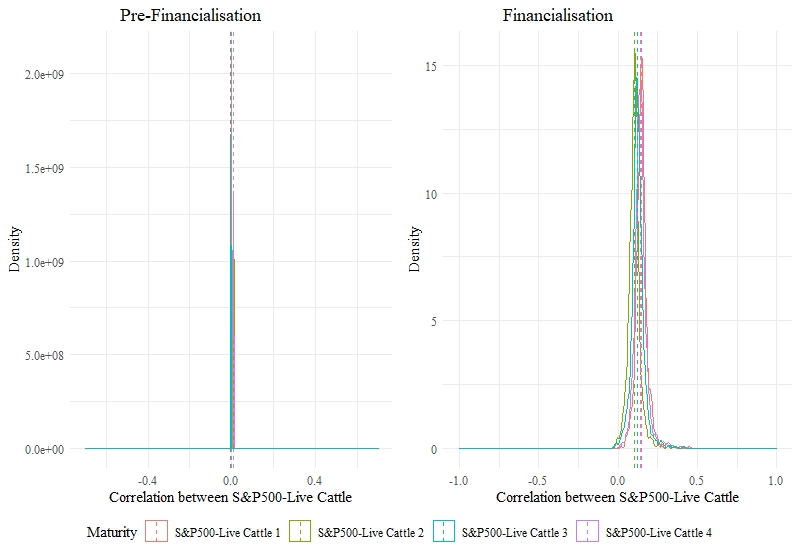 Pre-Financialisation
Financialisation
Density
2.0e+09
1.5e+09
1.0e+09
5.0e+08
0.0e+00
-0.4
0.0
0.4
Correlation between S&P500-Live Cattle
Density
15
10
5
0
-1.0
-0.5
0.0
0.5
1.0
Correlation between S&P500-Live Cattle
Maturity
S&P500-Live Cattle 1
S&P500-Live Cattle 2
S&P500-Live Cattle 3
S&P500-Live Cattle 4